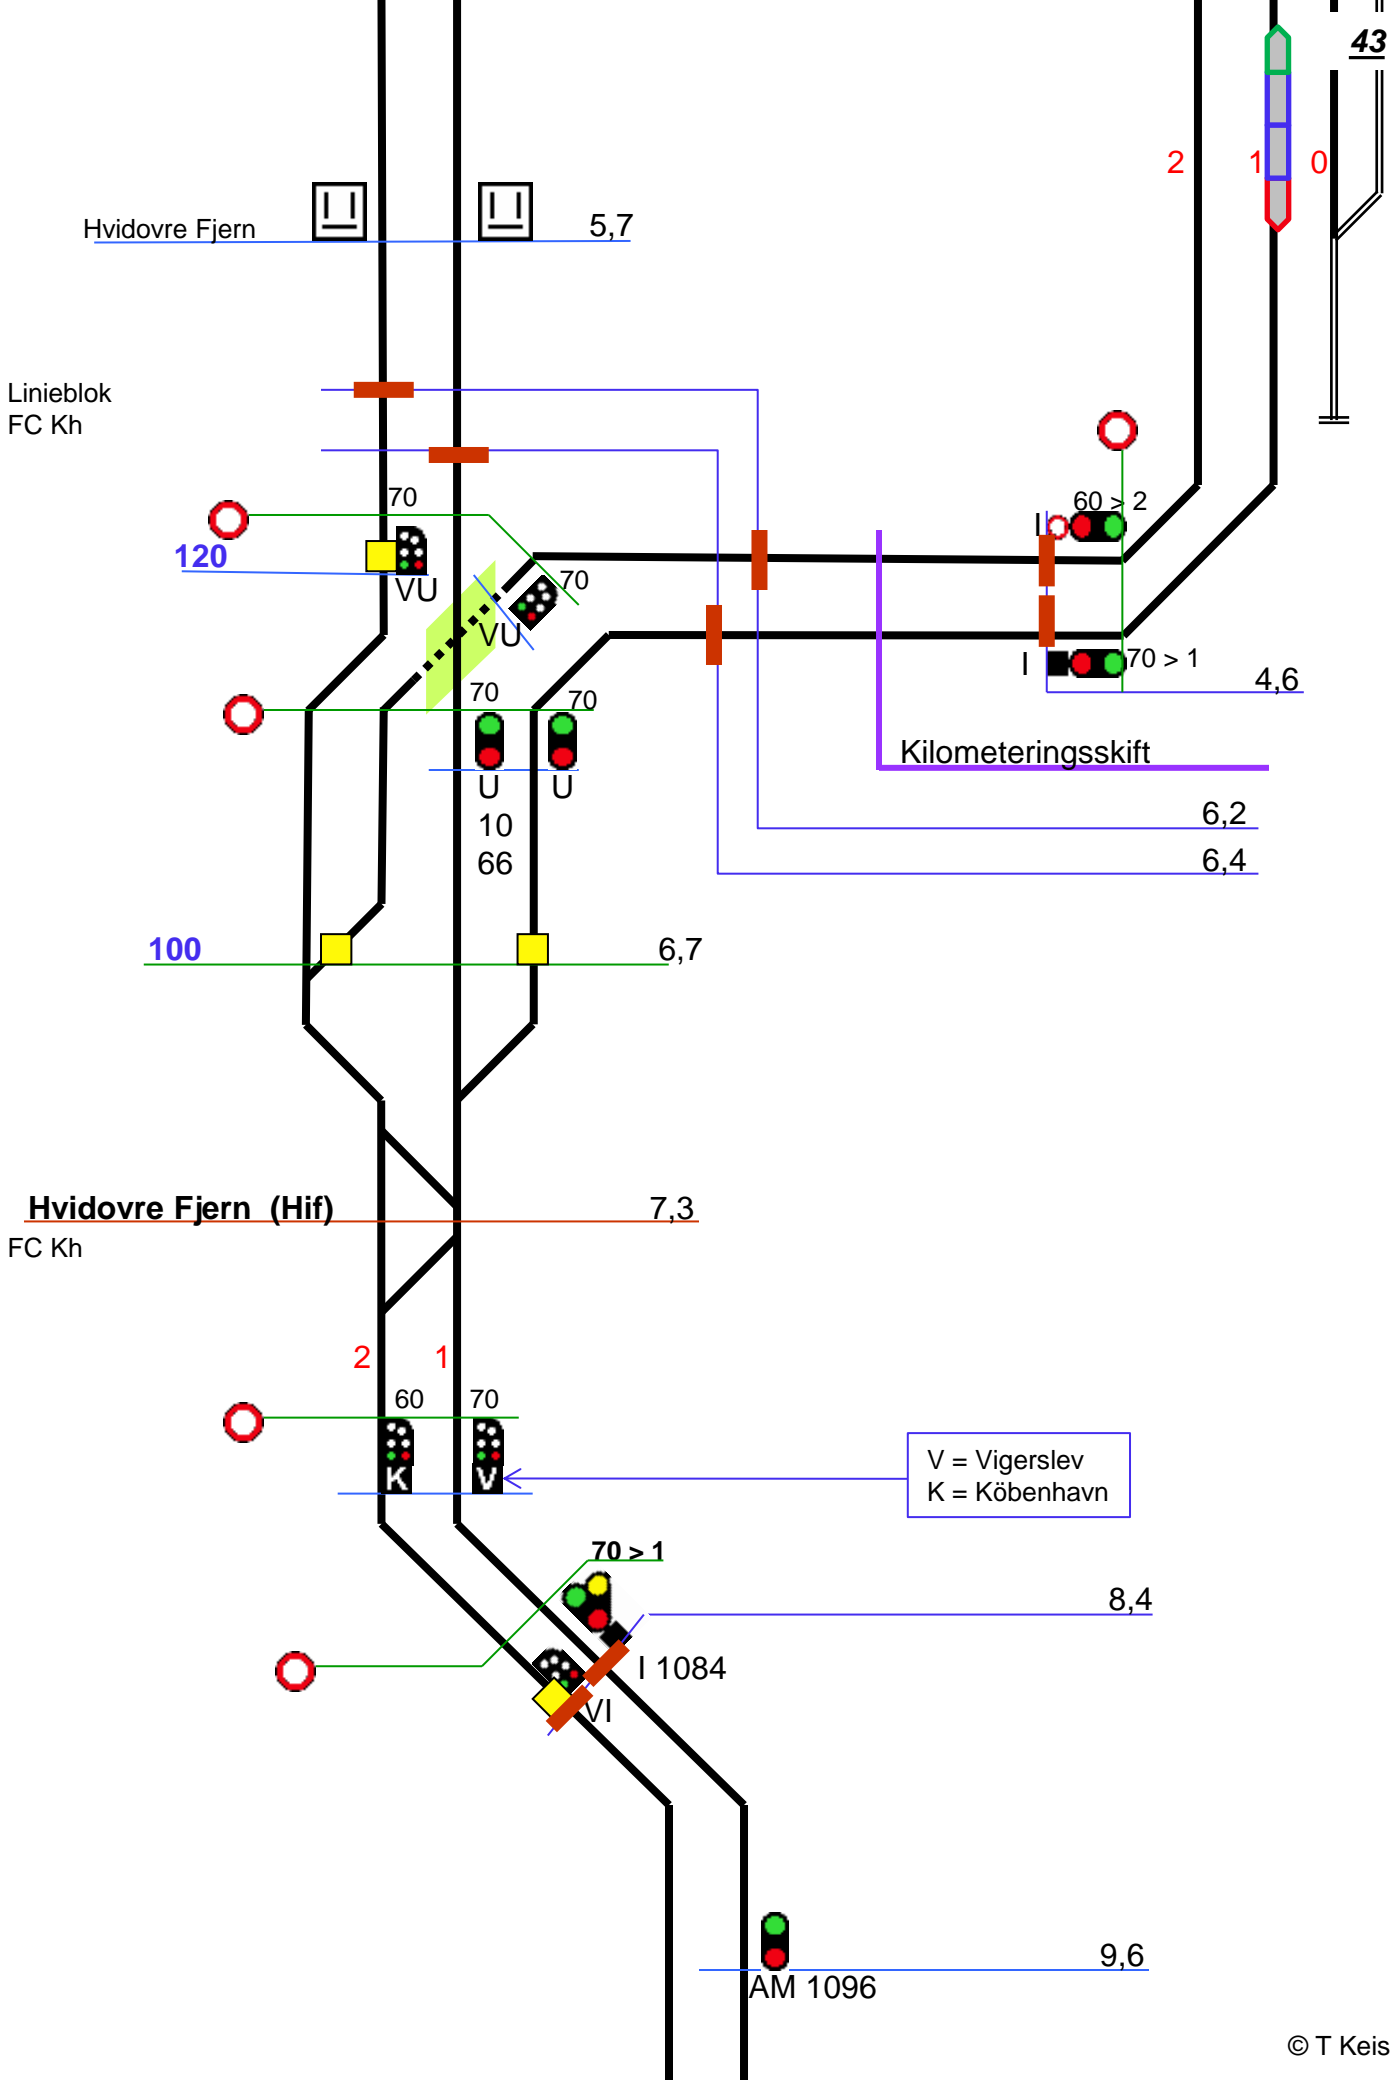 43
2 1 0
Hvidovre Fjern 5,7
Linieblok
FC Kh
70
60 > 2
I
120
VU
70
VU
I
70 > 1
4,6
70
70
Kilometeringsskift
U
U
10
66
6,2
6,4
100
6,7
Hvidovre Fjern (Hif) 7,3
FC Kh
2 1
60 70
K V
V = Vigerslev
K = Köbenhavn
70 > 1
8,4
I 1084
VI
9,6
AM 1096
© T Keis